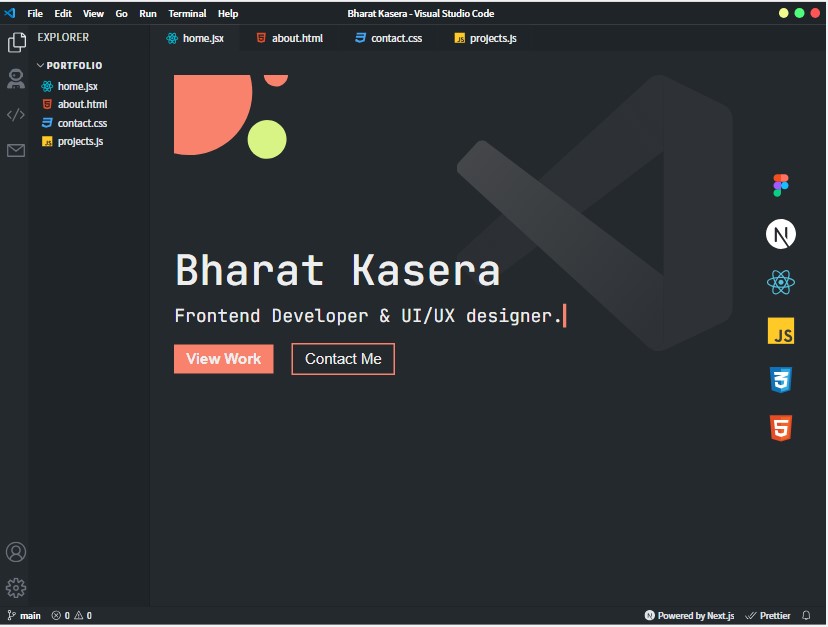 File Edit View Go Run Terminal Help
Bharat Kasera - Visual Studio Code
EXPLORER
PORTFOLIO
home.jsx
about.html
contact.css
projects.js
home.jsx about.html contact.css projects.js
Bharat Kasera
Frontend Developer & UI/UX designer.
View Work Contact Me
N
JS
3
5
main 0 0
Powered by Next.js Prettier